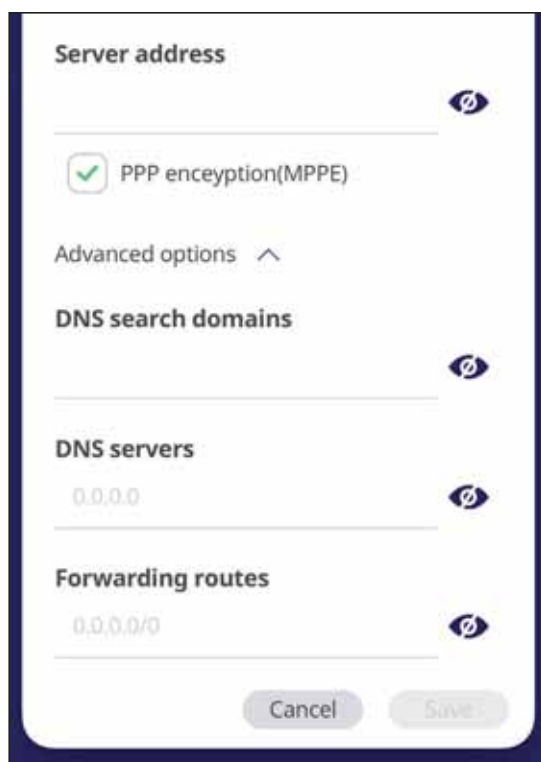 Server address
PPP enceyption(MPPE)
Advanced options
DNS search domains
DNS servers
0.0.0.0
Forwarding routes
0.0.0.0/0
Cancel Save